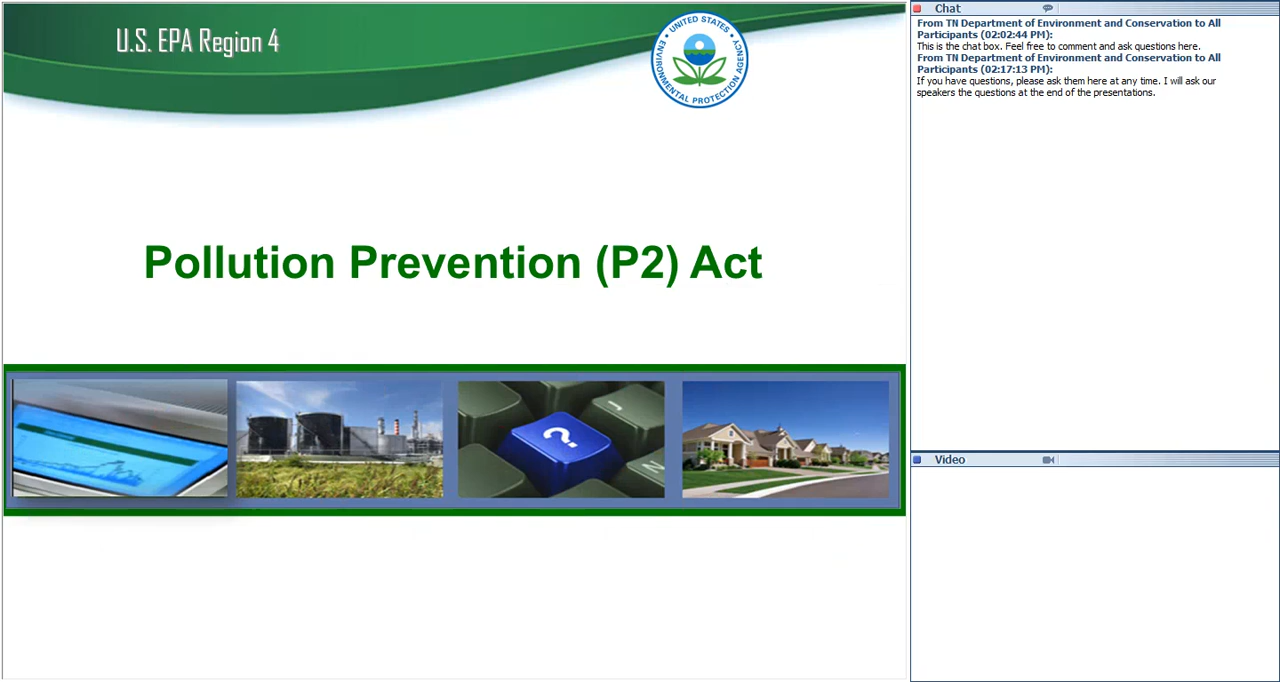 U.S. EPA Region 4
UNITED STATES
ENVIRONMENTAL PROTECTION AGENCY
Pollution Prevention (P2) Act
?
Chat
From TN Department of Environment and Conservation to All
Participants (02:02:44 PM):
This is the chat box. Feel free to comment and ask questions here.
From TN Department of Environment and Conservation to All
Participants (02:17:13 PM):
If you have questions, please ask them here at any time. I will ask our
speakers the questions at the end of the presentations.
Video